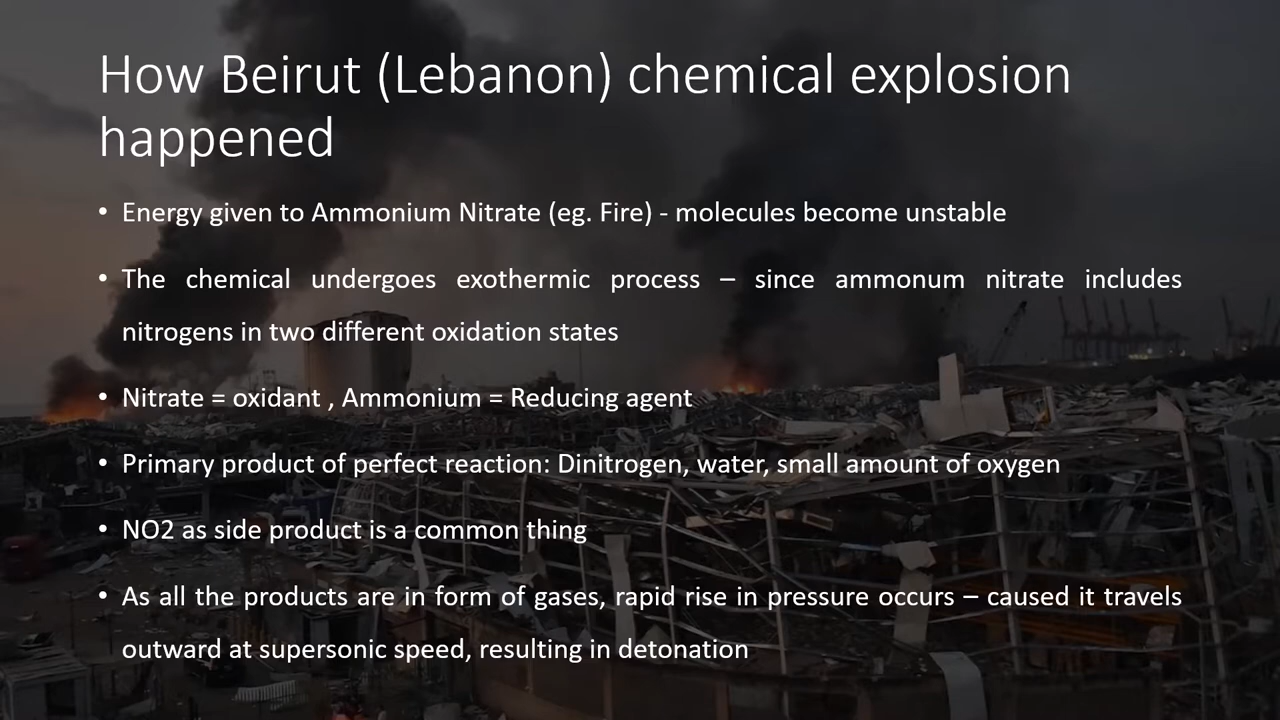 How Beirut (Lebanon) chemical explosion
happened
• Energy given to Ammonium Nitrate (eg. Fire) - molecules become unstable
• The chemical undergoes exothermic process – since ammonum nitrate includes
nitrogens in two different oxidation states
• Nitrate = oxidant , Ammonium = Reducing agent
• Primary product of perfect reaction: Dinitrogen, water, small amount of oxygen
• NO2 as side product is a common thing
• As all the products are in form of gases, rapid rise in pressure occurs – caused it travels
outward at supersonic speed, resulting in detonation